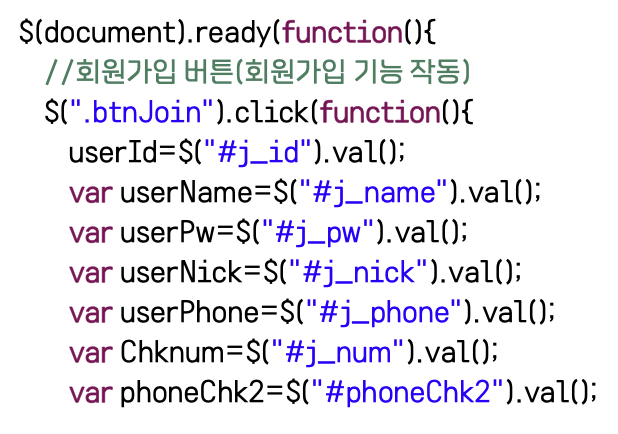 $(document).ready(function(){
//회원가입 버튼(회원가입 기능 작동)
$(".btnJoin").click(function(){
userId=$("#j_id").val();
var userName=$("#j_name").val();
var userPw=$("#j_pw").val();
var userNick=$("#j_nick").val();
var userPhone=$("#j_phone").val();
var Chknum=$("#j_num").val();
var phoneChk2=$("#phoneChk2").val();